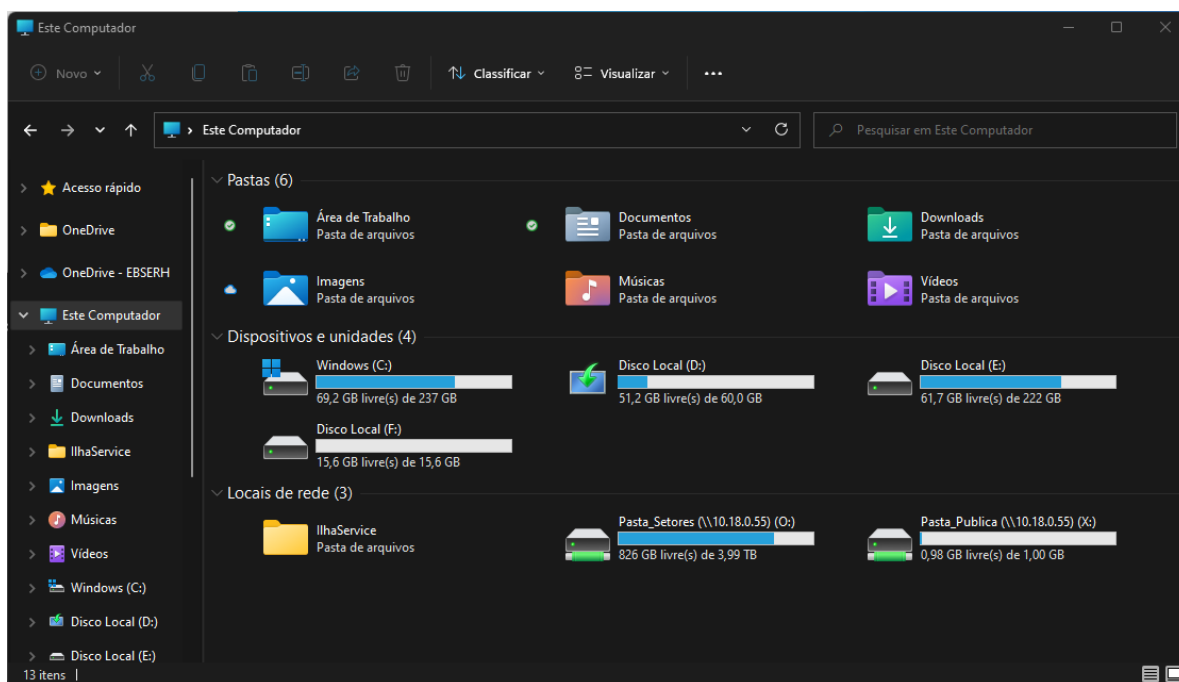 Este Computador
Novo
Classificar
Visualizar
Este Computador
Pesquisar em Este Computador
Acesso rápido
OneDrive
OneDrive - EBSERH
Este Computador
Área de Trabalho
Documentos
Downloads
IlhaService
Imagens
Músicas
Vídeos
Windows (C:)
Disco Local (D:)
Disco Local (E:)
Pastas (6)
Área de Trabalho
Pasta de arquivos
Documentos
Pasta de arquivos
Downloads
Pasta de arquivos
Imagens
Pasta de arquivos
Músicas
Pasta de arquivos
Vídeos
Pasta de arquivos
Dispositivos e unidades (4)
Windows (C:)
69,2 GB livre(s) de 237 GB
Disco Local (D:)
51,2 GB livre(s) de 60,0 GB
Disco Local (E:)
61,7 GB livre(s) de 222 GB
Disco Local (F:)
15,6 GB livre(s) de 15,6 GB
Locais de rede (3)
IlhaService
Pasta de arquivos
Pasta_Setores (\\10.18.0.55) (O:)
826 GB livre(s) de 3,99 TB
Pasta_Publica (\\10.18.0.55) (X:)
0,98 GB livre(s) de 1,00 GB
13 itens